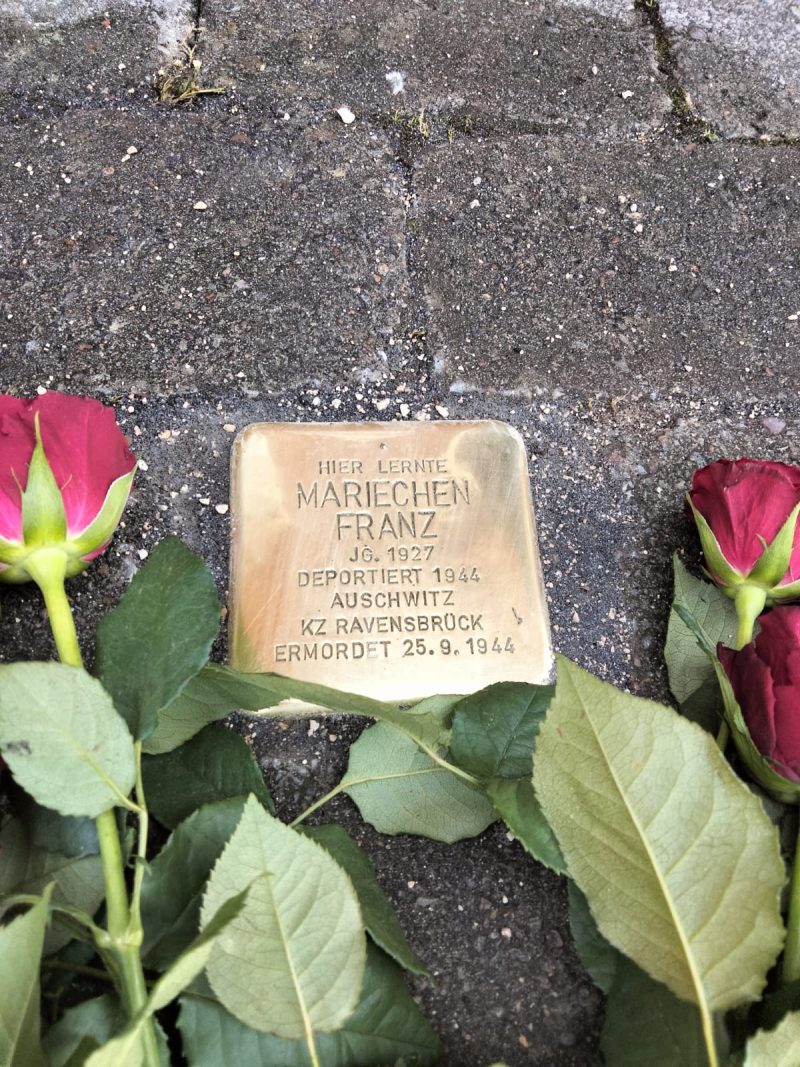 HIER LERNTE
MARIECHEN
FRANZ
JG. 1927
DEPORTIERT 1944
AUSCHWITZ
KZ RAVENSBRÜCK
ERMORDET 25.9.1944